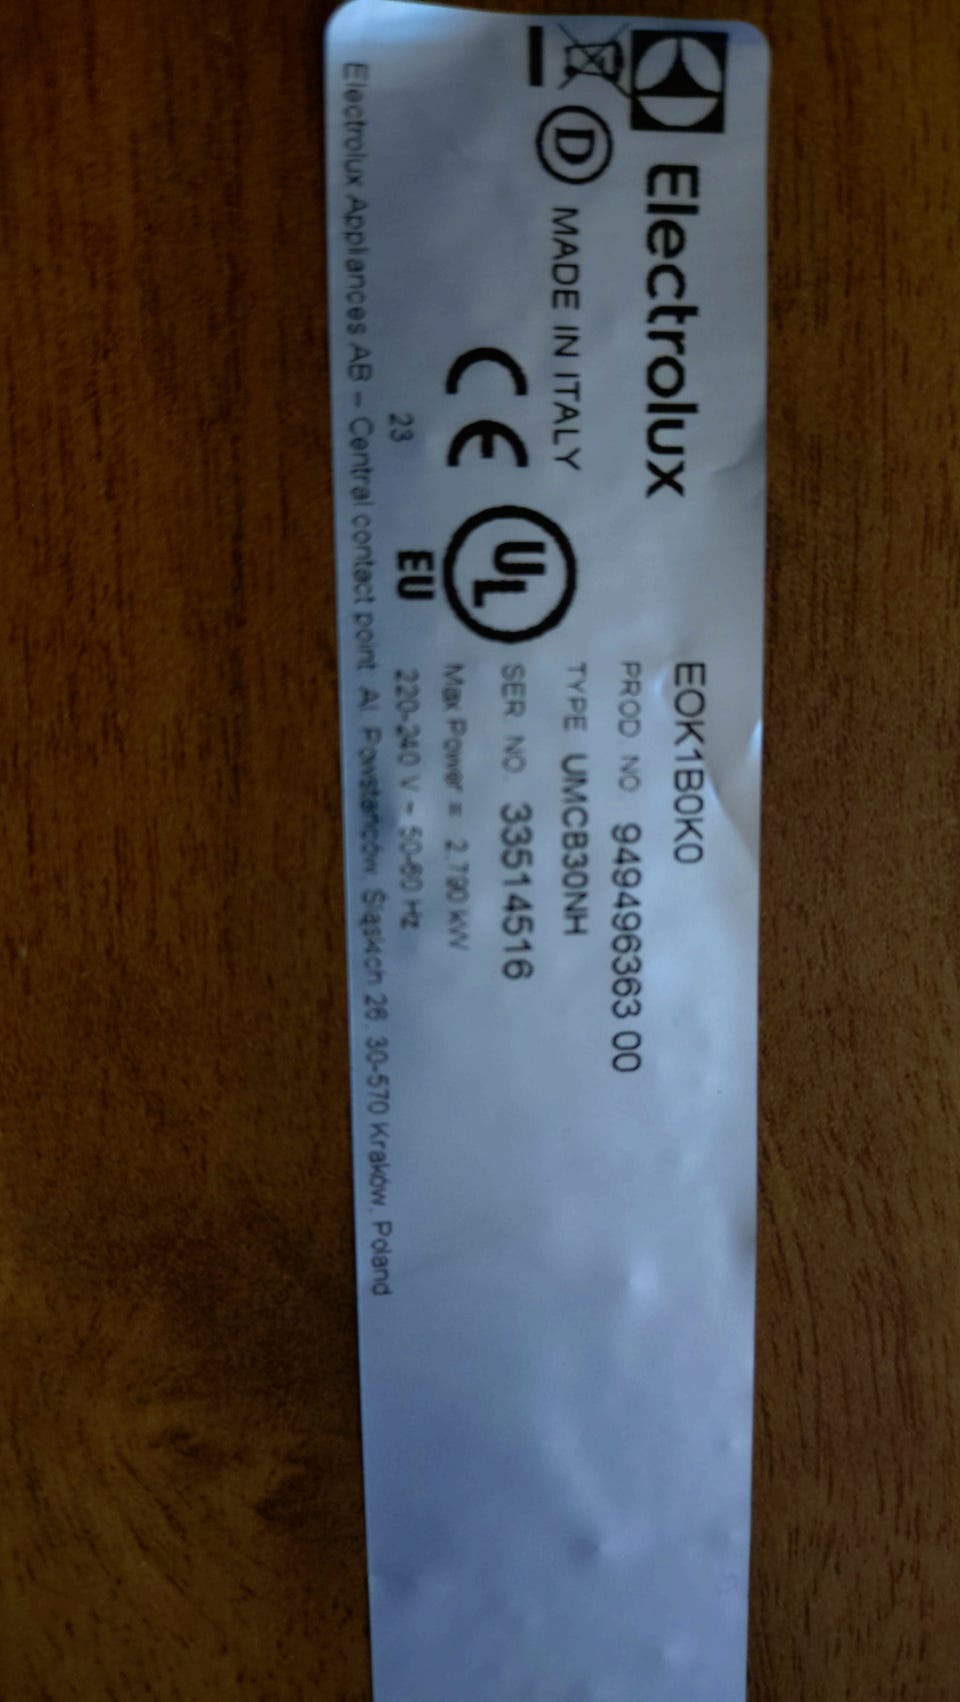 Electrolux
D MADE IN ITALY
CE UL
23 EU
EOK1B0K0
PROD. NO. 949496363 00
TYPE UMCB30NH
SER. NO. 33514516
Max Power = 2.790 kW
220-240 V ~ 50-60 Hz
Electrolux Appliances AB - Central contact point. Al. Powstańców Śląskich 26. 30-570 Kraków. Poland